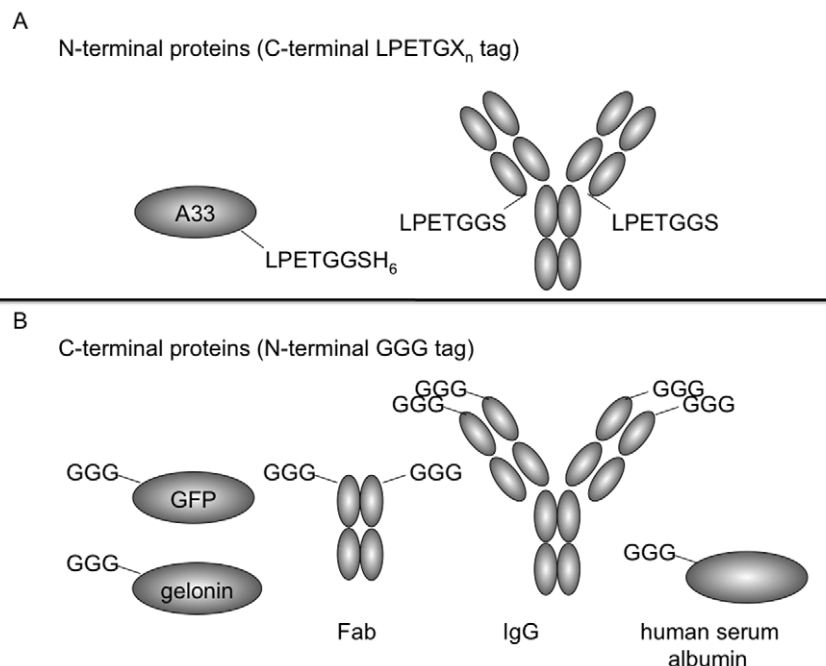 A
N-terminal proteins (C-terminal LPETGXₙ tag)
A33
LPETGGS
LPETGGS
LPETGGSH₆
B
C-terminal proteins (N-terminal GGG tag)
GGG
GGG
GGG
GGG
GGG
GGG
GGG
GFP
GGG
gelonin
GGG
Fab
IgG
human serum
albumin